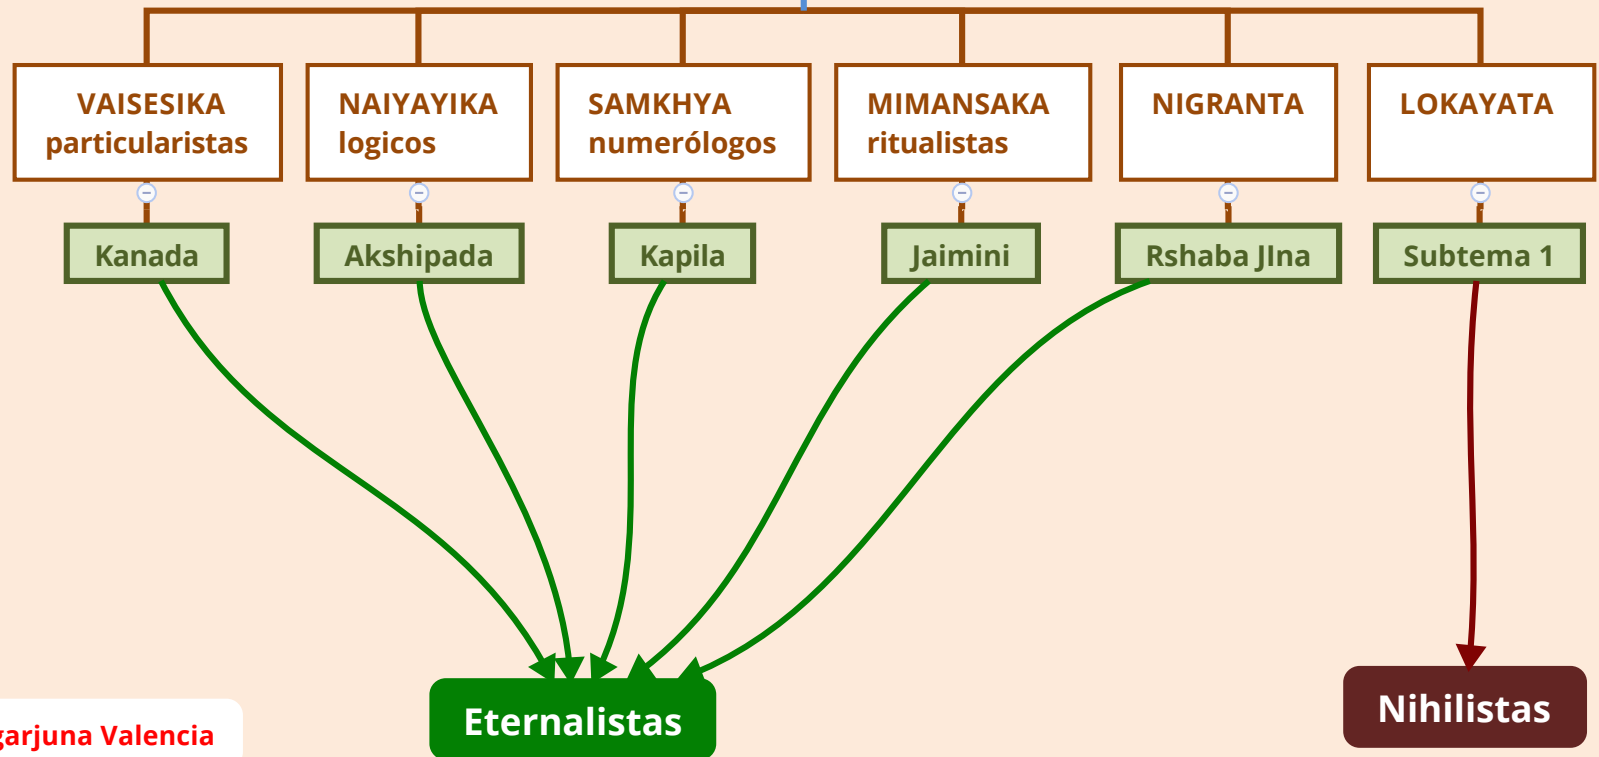 VAISESIKA
particularistas
NAIYAYIKA
logicos
SAMKHYA
numerólogos
MIMANSAKA
ritualistas
NIGRANTA
LOKAYATA
Kanada
Akshipada
Kapila
Jaimini
Rshaba JIna
Subtema 1
Eternalistas
Nihilistas
garjuna Valencia